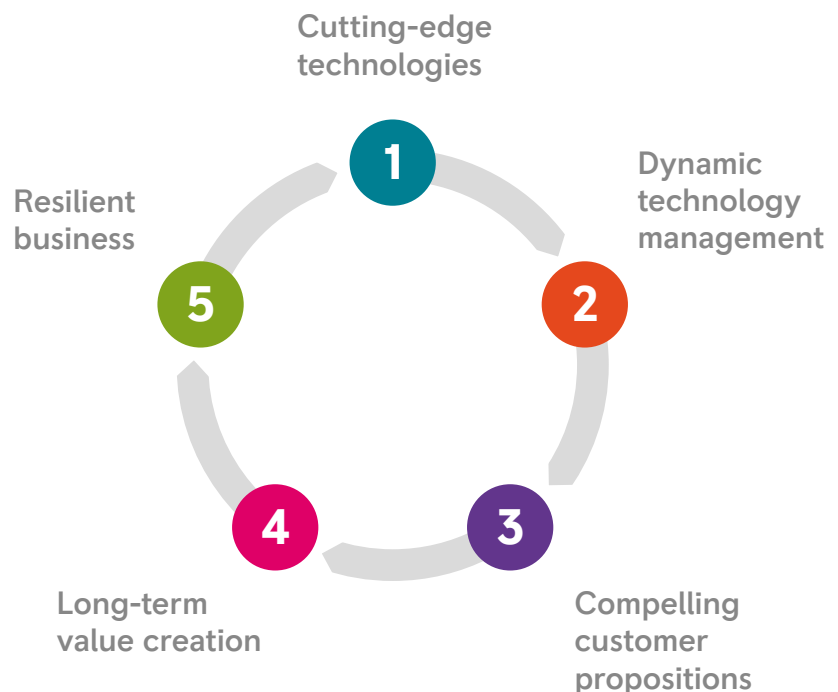 Cutting-edge
technologies
1
Dynamic
technology
management
2
Compelling
customer
propositions
3
Long-term
value creation
4
Resilient
business
5